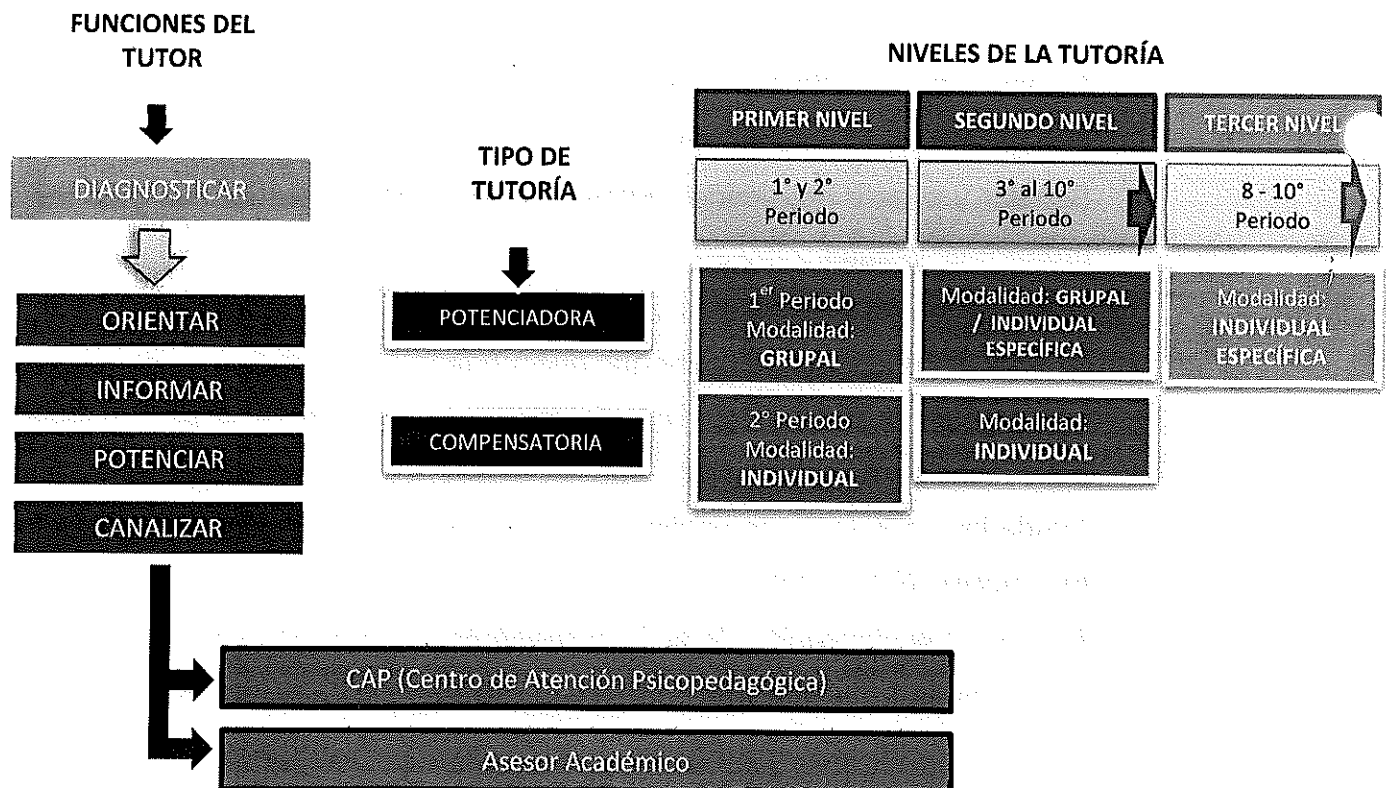 FUNCIONES DEL
TUTOR
DIAGNOSTICAR
ORIENTAR
INFORMAR
POTENCIAR
CANALIZAR
CAP (Centro de Atención Psicopedagógica)
Asesor Académico
TIPO DE
TUTORÍA
POTENCIADORA
COMPENSATORIA
NIVELES DE LA TUTORÍA
PRIMER NIVEL
1° y 2°
Periodo
1er Periodo
Modalidad:
GRUPAL
2° Periodo
Modalidad:
INDIVIDUAL
SEGUNDO NIVEL
3° al 10°
Periodo
Modalidad: GRUPAL
/ INDIVIDUAL
ESPECÍFICA
Modalidad:
INDIVIDUAL
TERCER NIVEL
8 - 10°
Periodo
Modalidad:
INDIVIDUAL
ESPECÍFICA